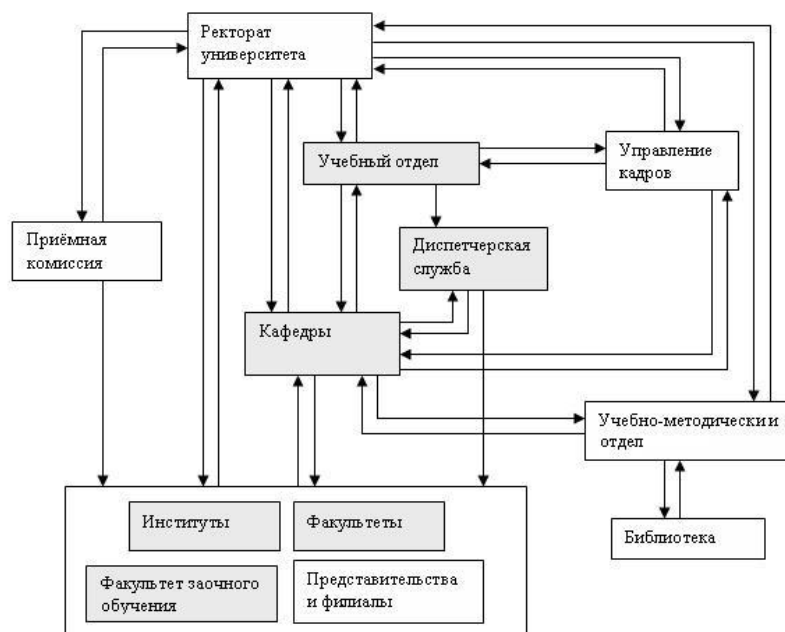 Ректорат
университета
Учебный отдел
Управление
кадров
Приёмная
комиссия
Диспетчерская
служба
Кафедры
Учебно-методически и
отдел
Институты
Факультеты
Библиотека
Факультет заочного
обучения
Представительства
и филиалы